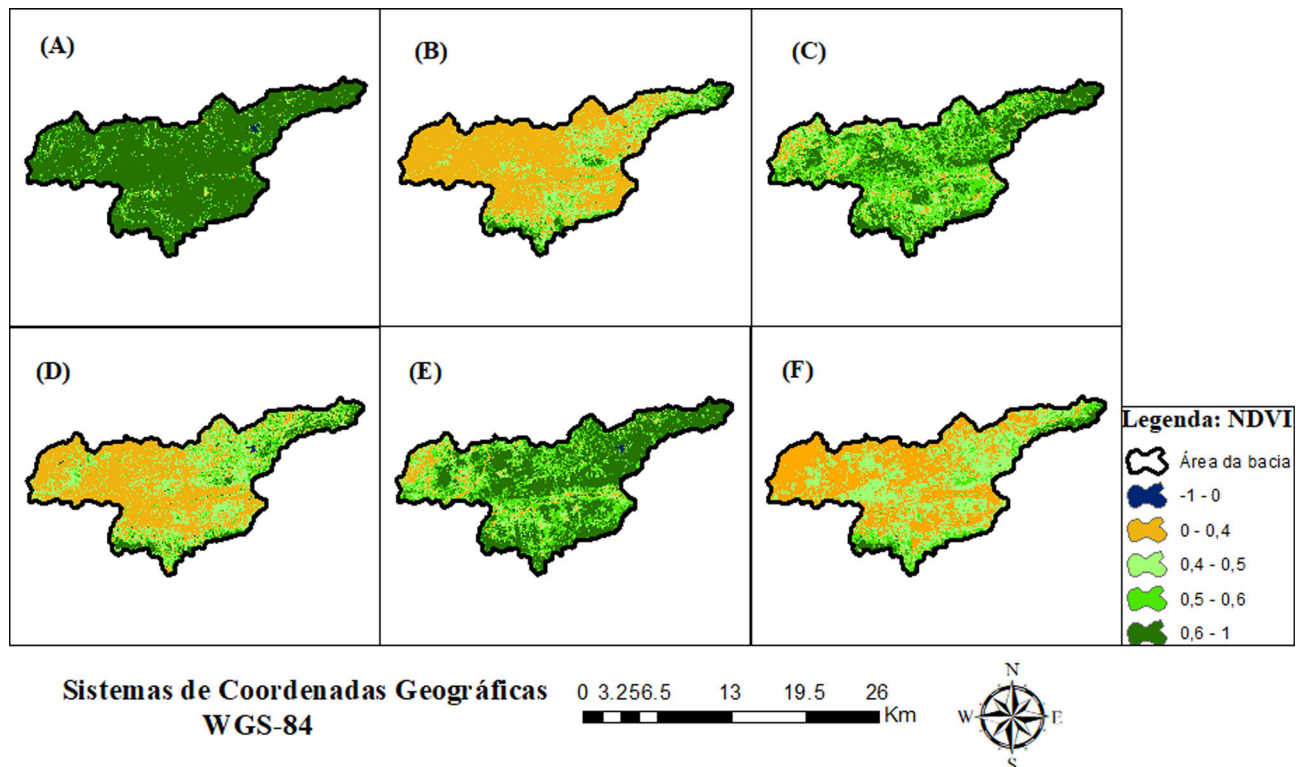 (A)
(B)
(C)
(D)
(E)
(F)
Legenda: NDVI
Área da bacia
-1 - 0
0 - 0,4
0,4 - 0,5
0,5 - 0,6
0,6 - 1
Sistemas de Coordenadas Geográficas
WGS-84
0 3.256.5 13 19.5 26
Km
N
W E
S